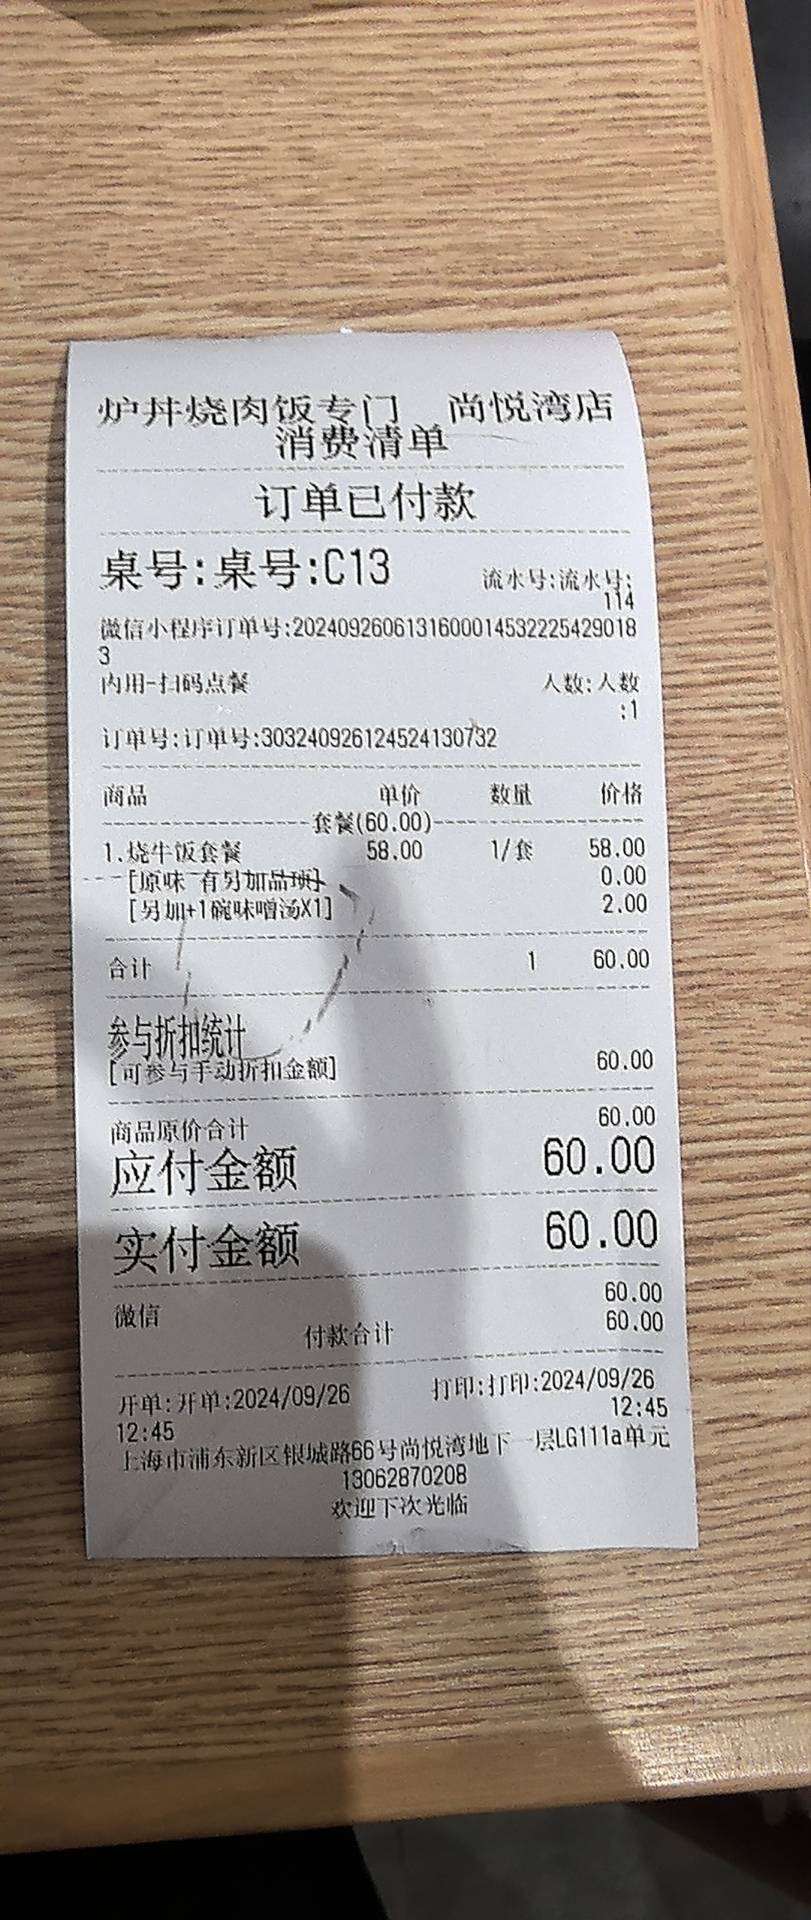 炉丼烧肉饭专门 尚悦湾店
消费清单
订单已付款
桌号:桌号:C13 流水号:流水号:
114
微信小程序订单号:2024092606131600014532225429018
3
内用-扫码点餐 人数:人数
:1
订单号:订单号:303240926124524130732
商品 单价 数量 价格
套餐(60.00)
1.烧牛饭套餐 58.00 1/套 58.00
[原味 有另加品项] 0.00
[另加+1碗味噌汤X1] 2.00
合计 1 60.00
参与折扣统计
[可参与手动折扣金额] 60.00
商品原价合计 60.00
应付金额 60.00
实付金额 60.00
微信 60.00
付款合计 60.00
开单:开单:2024/09/26 打印:打印:2024/09/26
12:45 12:45
上海市浦东新区银城路66号尚悦湾地下一层LG111a单元
13062870208
欢迎下次光临